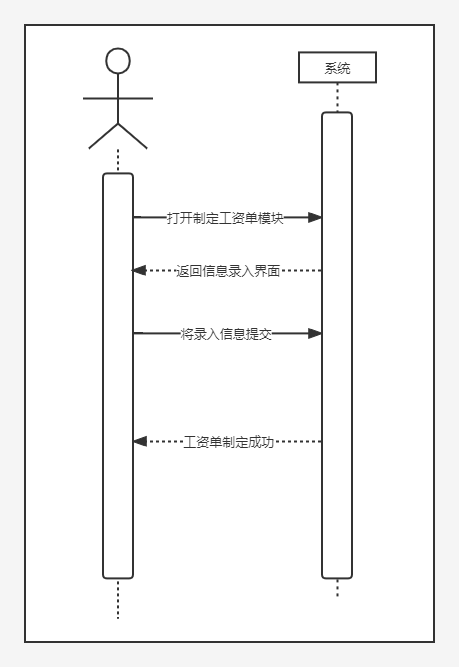 系统
打开制定工资单模块
返回信息录入界面
将录入信息提交
工资单制定成功